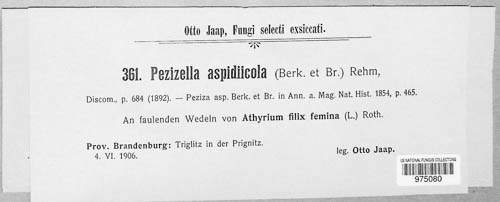 Otto Jaap, Fungi selecti exsiccati.
361. Pezizella aspidiicola (Berk. et Br.) Rehm,
Discom., p. 684 (1892). — Peziza asp. Berk. et Br. in Ann. a. Mag. Nat. Hist. 1854, p. 465.
An faulenden Wedeln von Athyrium filix femina (L.) Roth.
Prov. Brandenburg: Triglitz in der Prignitz.
4. VI. 1906.
leg. Otto Jaap.
US NATIONAL FUNGUS COLLECTIONS
975080